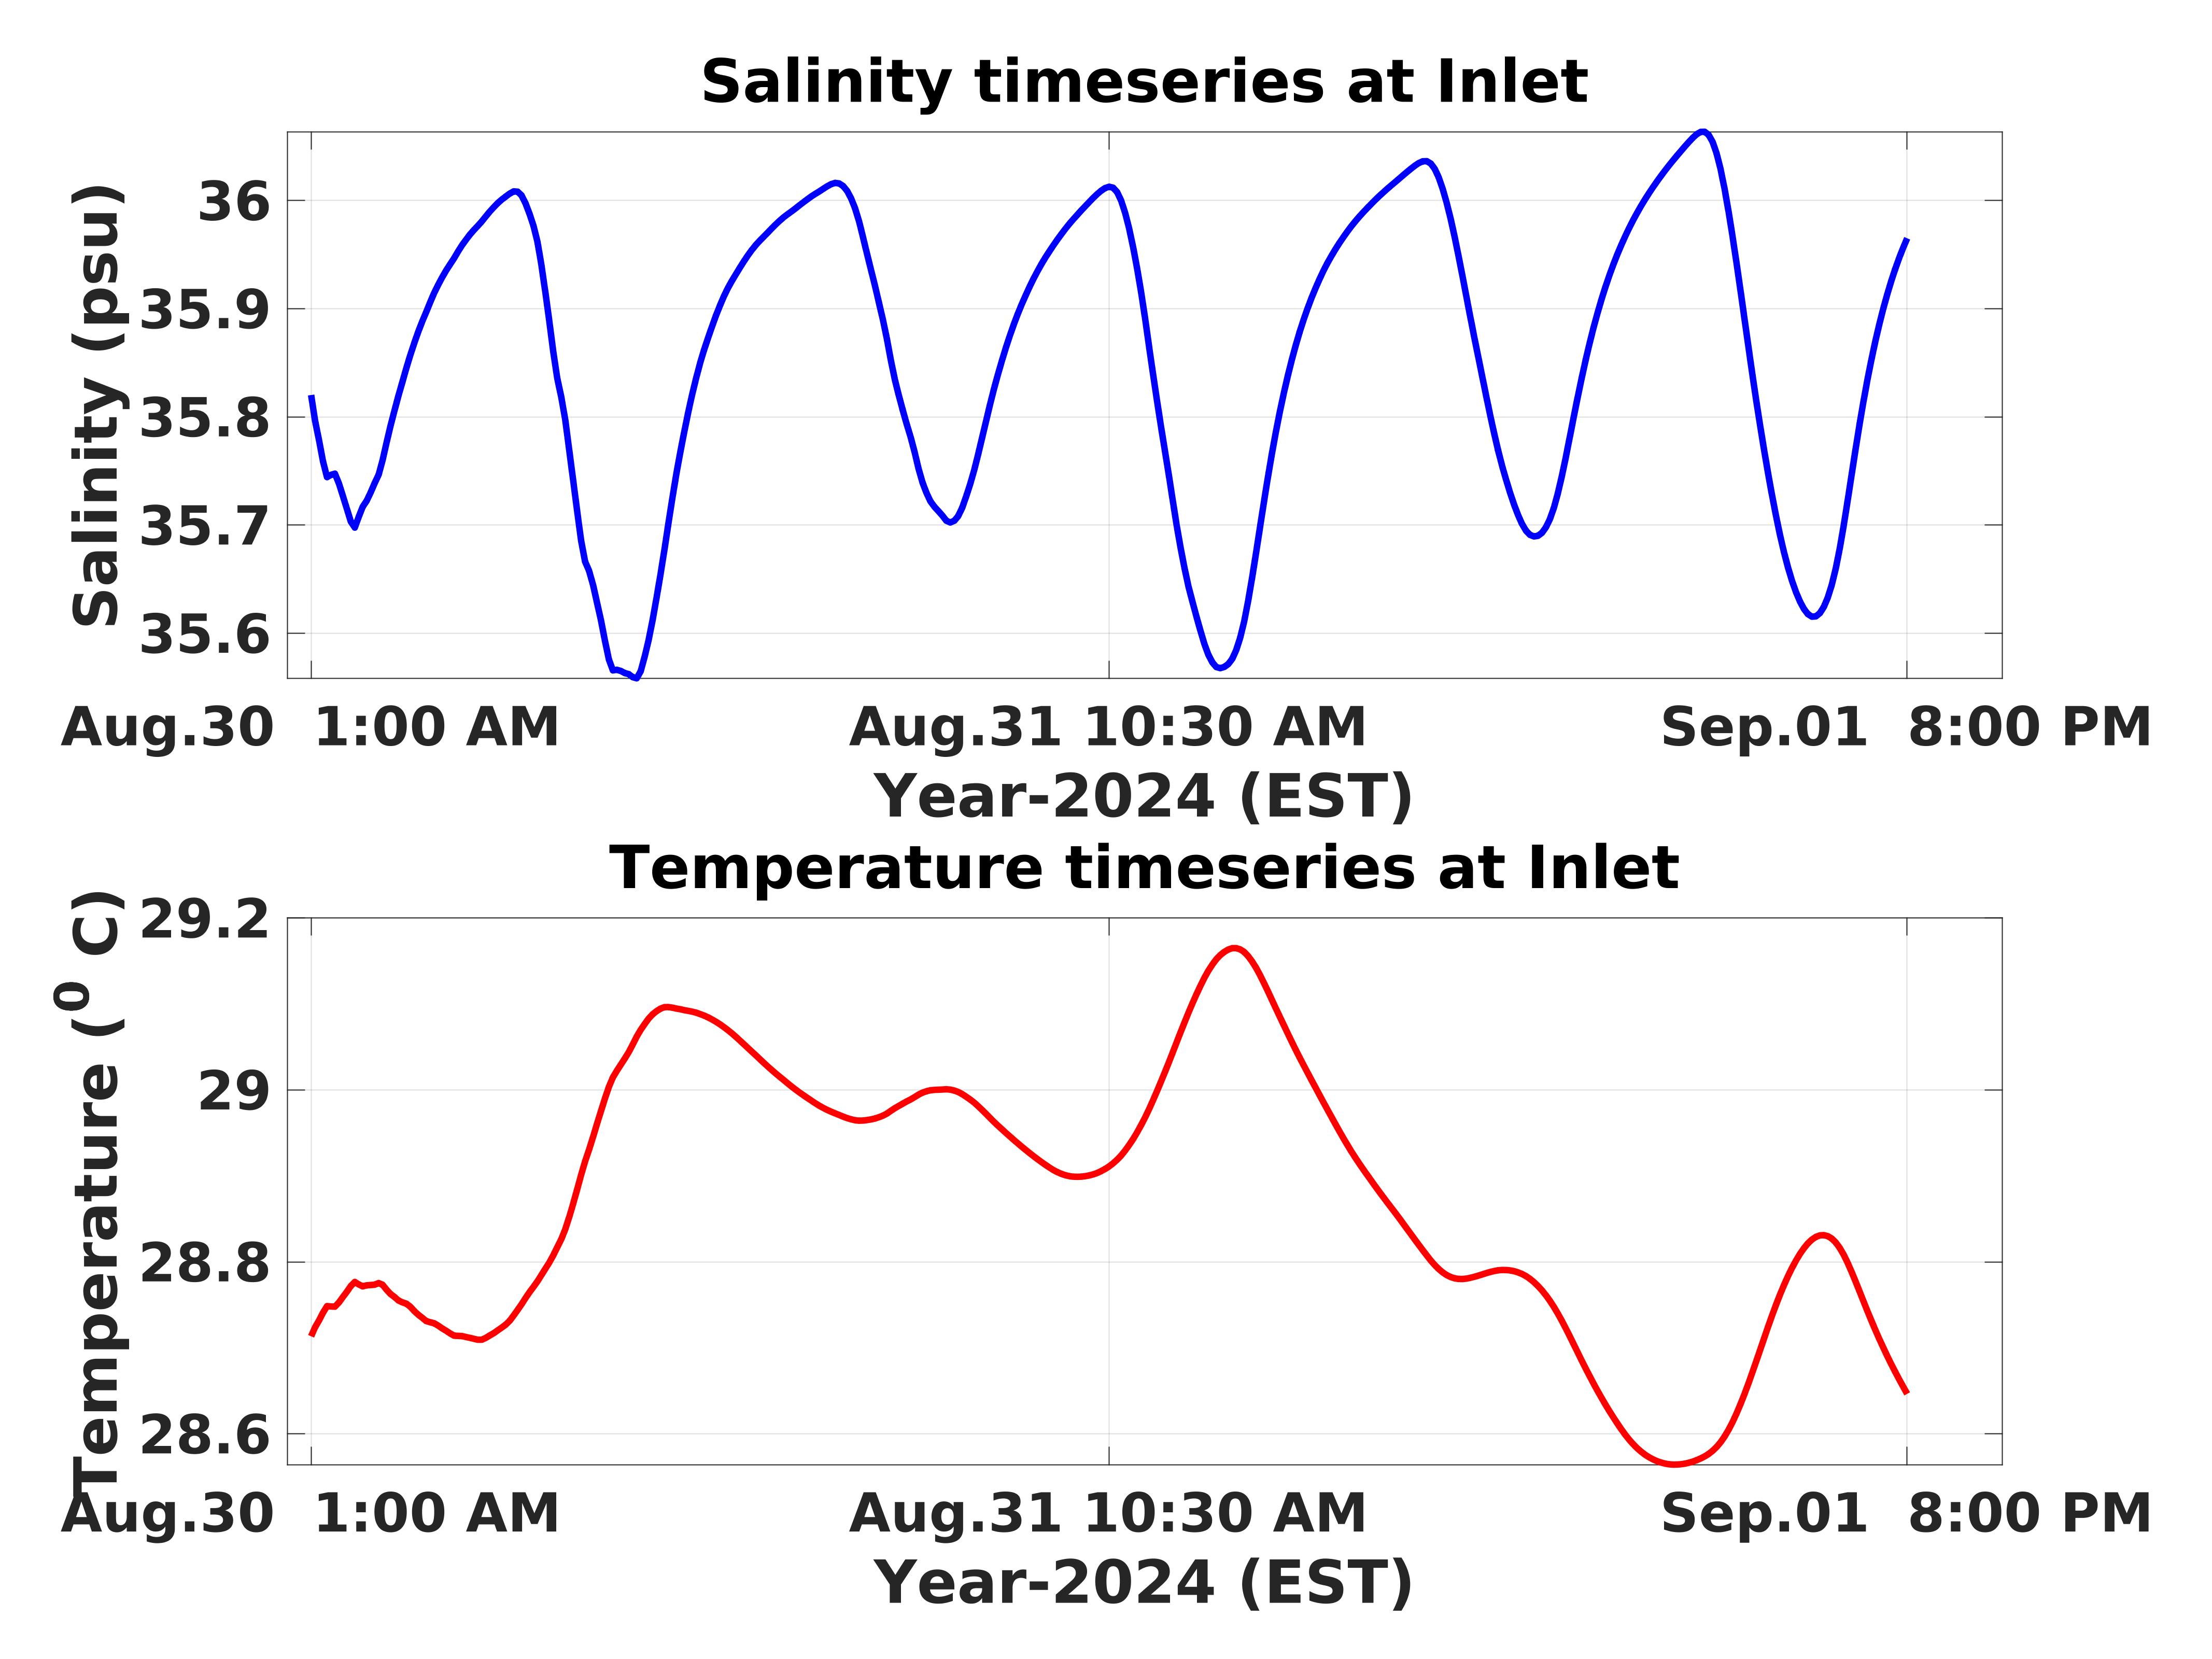 Salinity timeseries at Inlet
Salinity (psu)
36
35.9
35.8
35.7
35.6
Aug.30  1:00 AM
Aug.31 10:30 AM
Sep.01  8:00 PM
Year-2024 (EST)
Temperature timeseries at Inlet
Temperature (⁰ C)
29.2
29
28.8
28.6
Aug.30  1:00 AM
Aug.31 10:30 AM
Sep.01  8:00 PM
Year-2024 (EST)